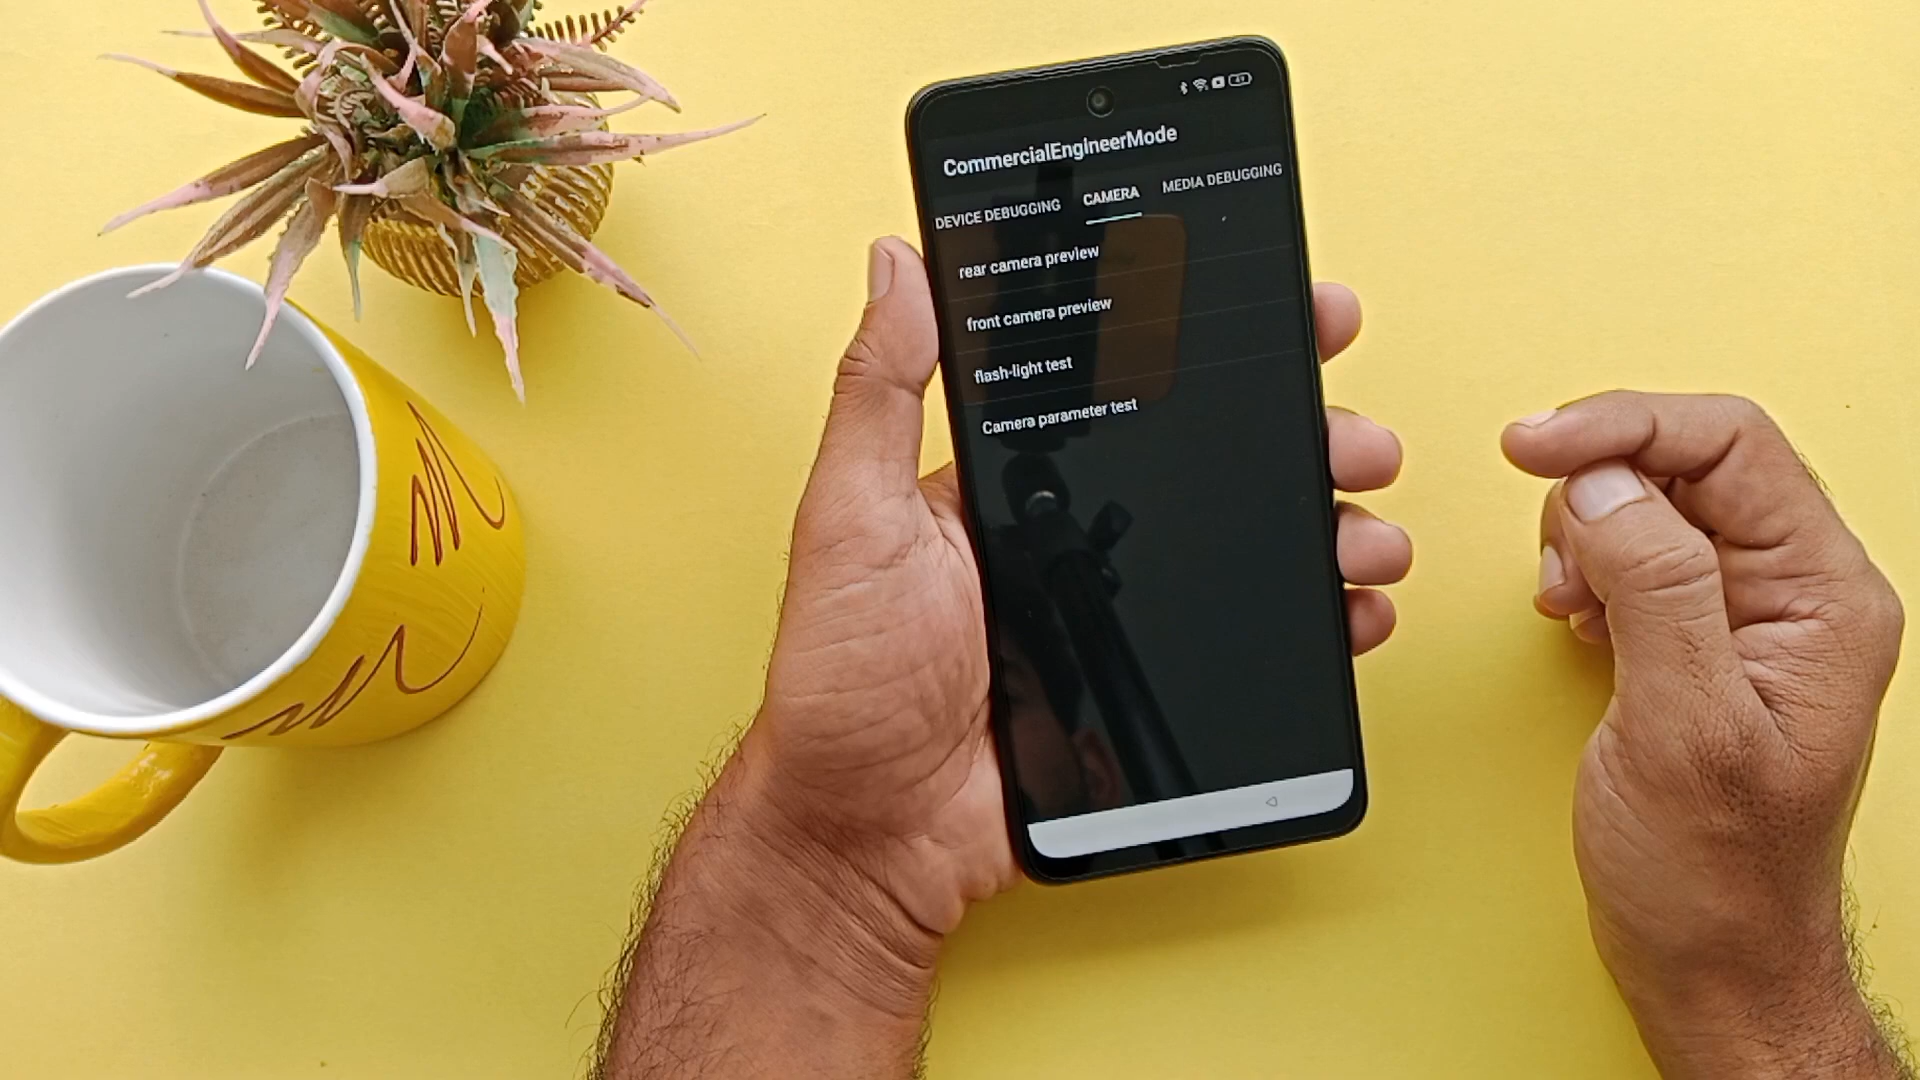 CommercialEngineerMode
DEVICE DEBUGGING CAMERA MEDIA DEBUGGING
rear camera preview
front camera preview
flash-light test
Camera parameter test